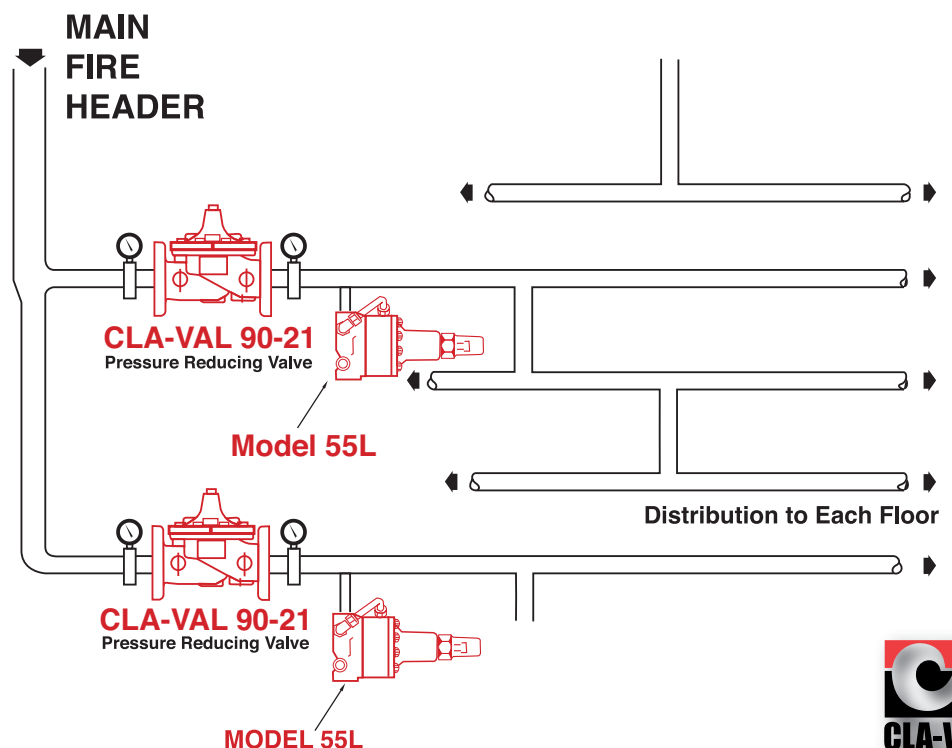 MAIN
FIRE
HEADER
CLA-VAL 90-21
Pressure Reducing Valve
Model 55L
Distribution to Each Floor
CLA-VAL 90-21
Pressure Reducing Valve
MODEL 55L
CLA-V